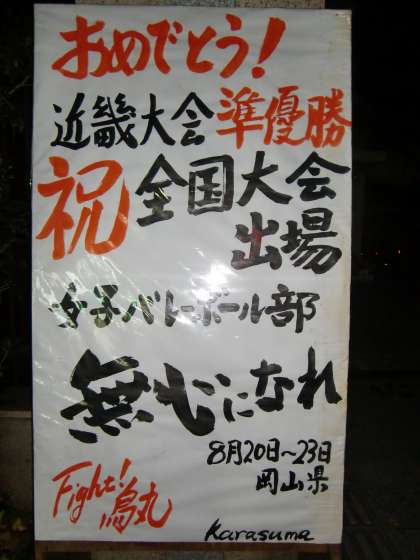 おめでとう!
近畿大会準優勝
祝 全国大会
出場
女子バレーボール部
無心になれ
8月20日~23日
岡山県
Fight!
烏丸
Karasuma